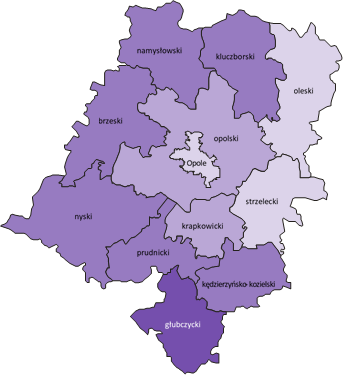 namysłowski
kluczborski
oleski
brzeski
opolski
Opole
strzelecki
nyski
krapkowicki
prudnicki
kędzierzyńsko-kozielski
głubczycki